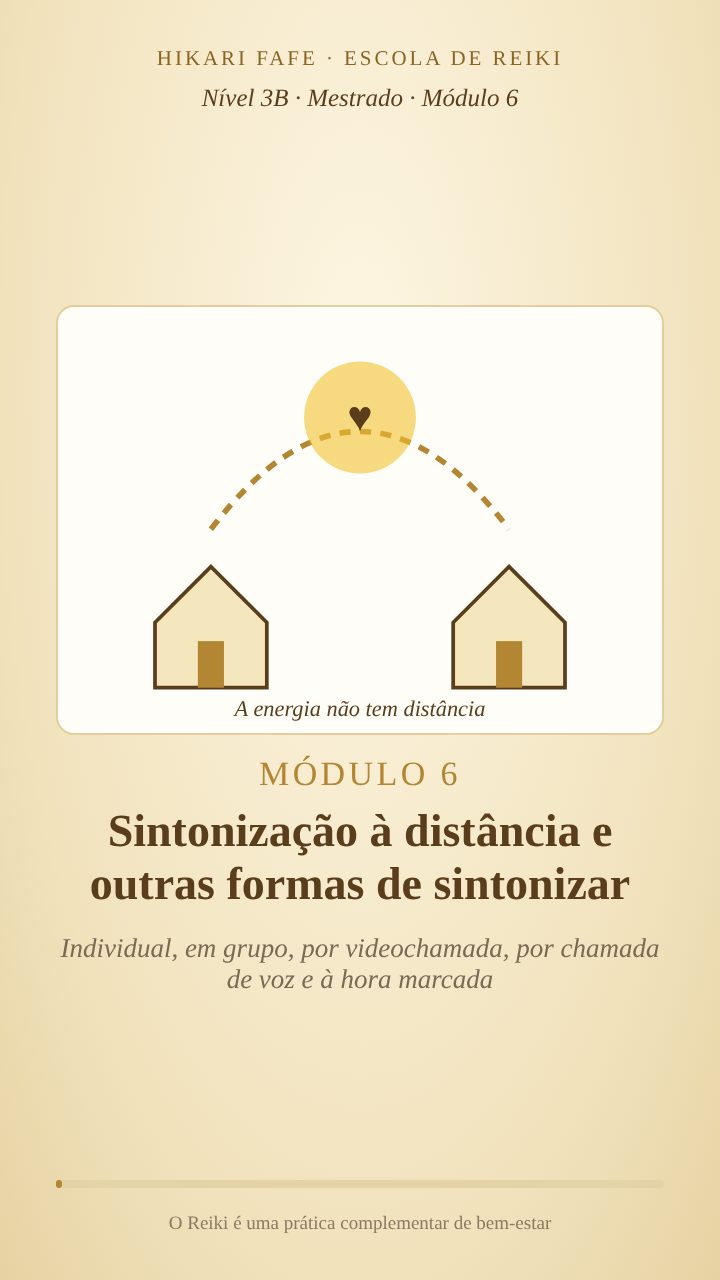 HIKARI FAFE · ESCOLA DE REIKI
Nível 3B · Mestrado · Módulo 6
A energia não tem distância
MÓDULO 6
Sintonização à distância e
outras formas de sintonizar
Individual, em grupo, por videochamada, por chamada
de voz e à hora marcada
O Reiki é uma prática complementar de bem-estar